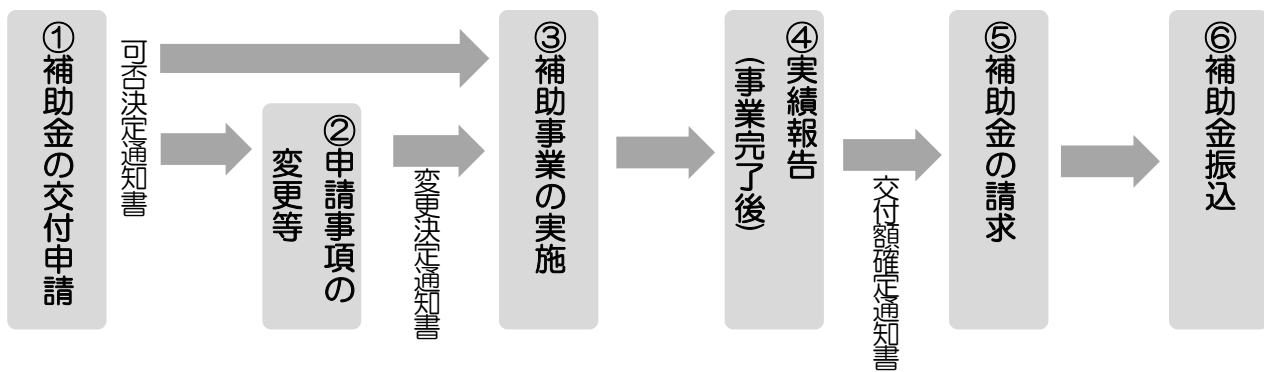 ①補助金の交付申請
可否決定通知書
②申請事項の
変更等
変更決定通知書
③補助事業の実施
④実績報告
（事業完了後）
交付額確定通知書
⑤補助金の請求
⑥補助金振込